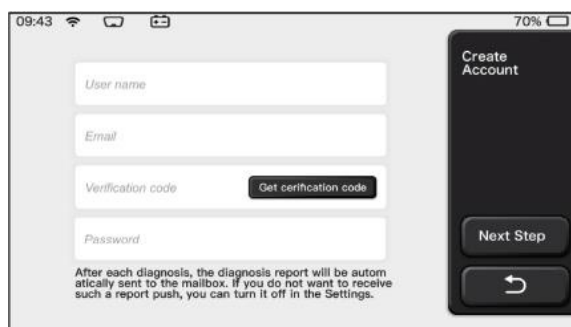 09:43
70%
Create
Account
User name
Email
Verification code
Get cerification code
Password
After each diagnosis, the diagnosis report will be autom
atically sent to the mailbox. If you do not want to receive
such a report push, you can turn it off in the Settings.
Next Step